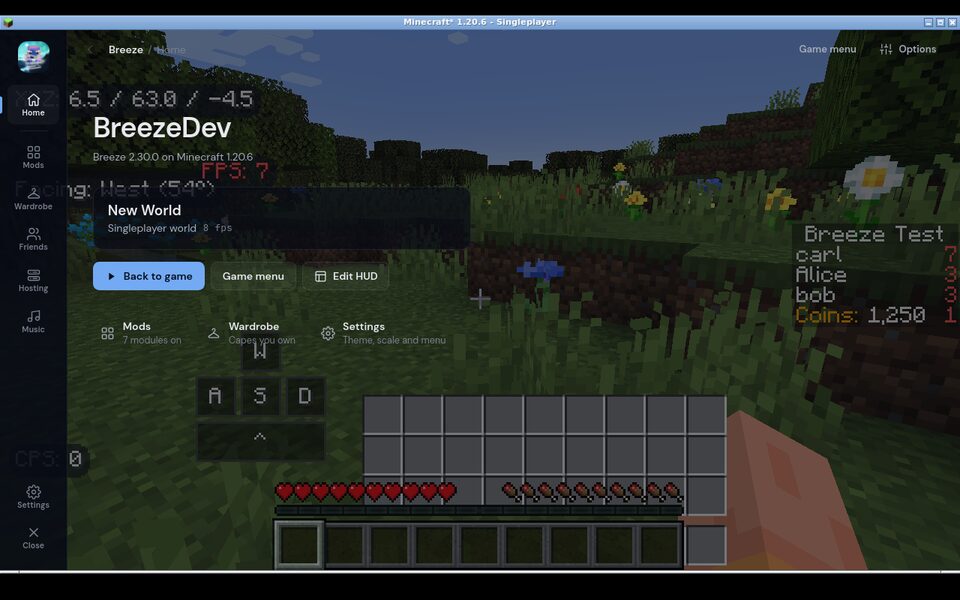 Minecraft* 1.20.6 - Singleplayer
Breeze / Home
Game menu
Options
XYZ: 6.5 / 63.0 / -4.5
Home
BreezeDev
Breeze 2.30.0 on Minecraft 1.20.6
FPS: 7
Mods
Facing: West (54°)
Wardrobe
New World
Singleplayer world 8 fps
Friends
Breeze Test
carl 7
Alice 3
bob 3
Coins: 1,250 1
Back to game
Game menu
Edit HUD
Hosting
Music
Mods
7 modules on
Wardrobe
Capes you own
Settings
Theme, scale and menu
W
A S D
^
CPS: 0
Settings
Close